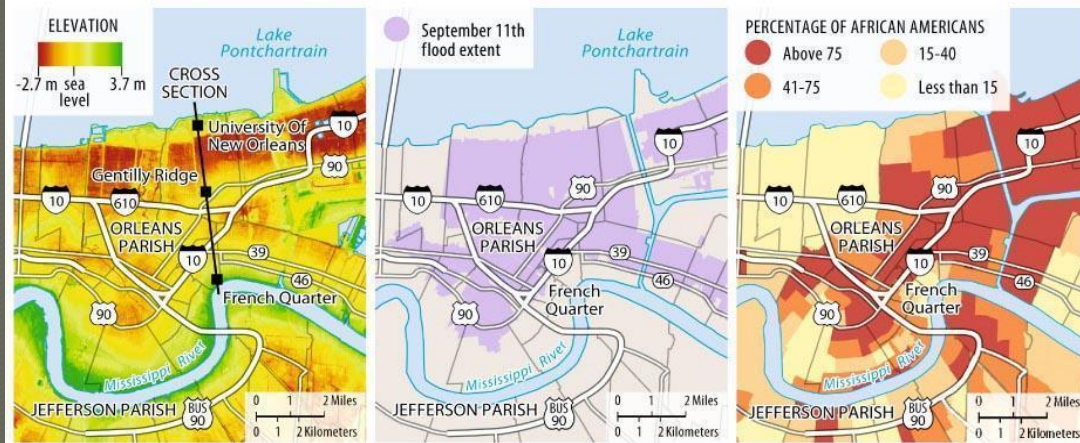 ELEVATION
-2.7 m sea level 3.7 m
Lake
Pontchartrain
CROSS
SECTION
University Of
New Orleans
10
90
Gentilly Ridge
10
610
ORLEANS
PARISH
10
39
46
French Quarter
90
Mississippi River
JEFFERSON PARISH
BUS
90
0 1 2 Miles
0 1 2 Kilometers
September 11th
flood extent
Lake
Pontchartrain
10
90
10
610
ORLEANS
PARISH
39
10
46
French
Quarter
90
Mississippi River
JEFFERSON PARISH
BUS
90
0 1 2 Miles
0 1 2 Kilometers
PERCENTAGE OF AFRICAN AMERICANS
Above 75
15-40
41-75
Less than 15
10
90
10
610
ORLEANS
PARISH
39
10
46
French
Quarter
90
Mississippi River
JEFFERSON PARISH
BUS
90
0 1 2 Miles
0 1 2 Kilometers